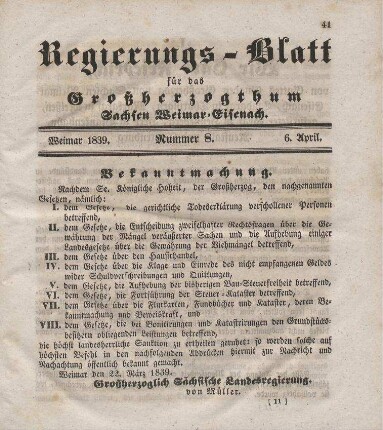 41
Regierungs-Blatt
für das
Großherzogthum
Sachsen Weimar-Eisenach.
Weimar 1839. Nummer 8. 6. April.
Bekanntmachung.
Nachdem Se. Königliche Hoheit, der Großherzog, den nachgenannten
Gesetzen, nämlich:
I. dem Gesetze, die gerichtliche Todeserklärung verschollener Personen
betreffend,
II. dem Gesetze, die Entscheidung zweifelhafter Rechtsfragen über die Ge-
währung der Mängel veräußerter Sachen und die Aufhebung einiger
Landesgesetze über die Gewährung der Viehmängel betreffend,
III. dem Gesetze über den Hausirhandel,
IV. dem Gesetze über die Klage und Einrede des nicht empfangenen Geldes
wider Schuldverschreibungen und Quittungen,
V. dem Gesetze, die Aufhebung der bisherigen Bau-Steuerfreiheit betreffend,
VI. dem Gesetze, die Fortführung der Steuer-Kataster betreffend,
VII. dem Gesetze über die Flurkarten, Fundbücher und Kataster, deren Be-
kanntmachung und Beweiskraft, und
VIII. dem Gesetze, die bei Bonitirungen und Katastrirungen den Grundstücks-
besitzern obliegenden Leistungen betreffend,
die höchst landesherrliche Sanktion zu ertheilen geruhet: so werden solche auf
höchsten Befehl in den nachfolgenden Abdrücken hiermit zur Nachricht und
Nachachtung öffentlich bekannt gemacht.
Weimar den 22. März 1839.
Großherzoglich Sächsische Landesregierung.
von Müller.
(11)